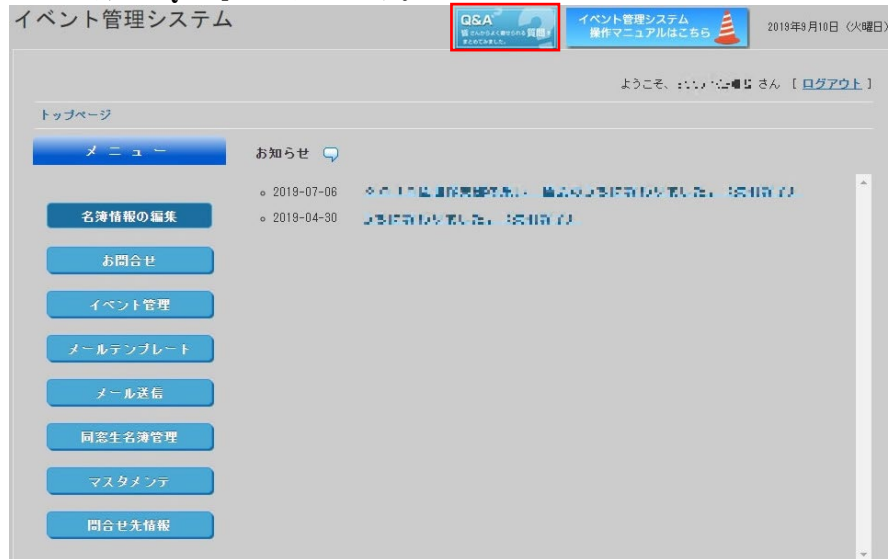 イベント管理システム
Q&A
皆さんからよく寄せられる質問を
まとめてみました。
イベント管理システム
操作マニュアルはこちら
2019年9月10日 (火曜日)
ようこそ、 さん [ ログアウト ]
トップページ
メニュー
お知らせ
2019-07-06
2019-04-30
名簿情報の編集
お問合せ
イベント管理
メールテンプレート
メール送信
同窓生名簿管理
マスタメンテ
問合せ先情報